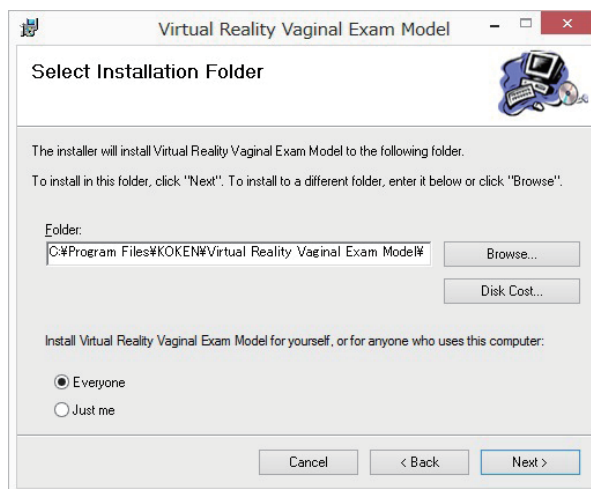 Virtual Reality Vaginal Exam Model
Select Installation Folder
The installer will install Virtual Reality Vaginal Exam Model to the following folder.
To install in this folder, click "Next". To install to a different folder, enter it below or click "Browse".
Folder:
C:¥Program Files¥KOKEN¥Virtual Reality Vaginal Exam Model¥
Browse...
Disk Cost...
Install Virtual Reality Vaginal Exam Model for yourself, or for anyone who uses this computer:
Everyone
Just me
Cancel
< Back
Next >